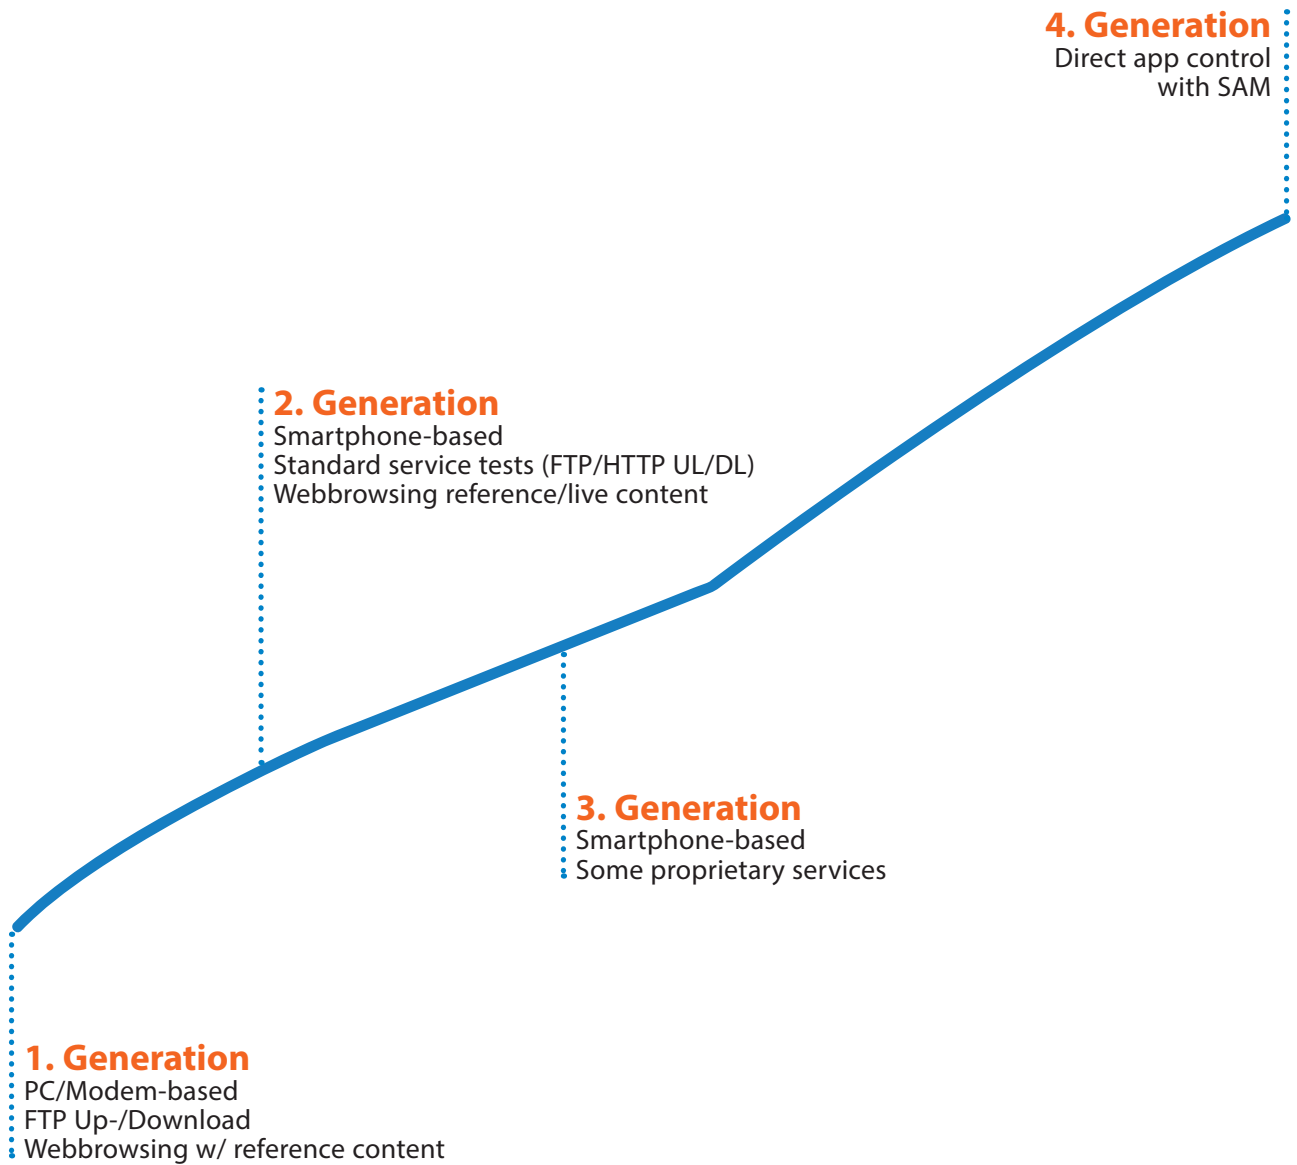 4. Generation
Direct app control
with SAM
2. Generation
Smartphone-based
Standard service tests (FTP/HTTP UL/DL)
Webbrowsing reference/live content
3. Generation
Smartphone-based
Some proprietary services
1. Generation
PC/Modem-based
FTP Up-/Download
Webbrowsing w/ reference content